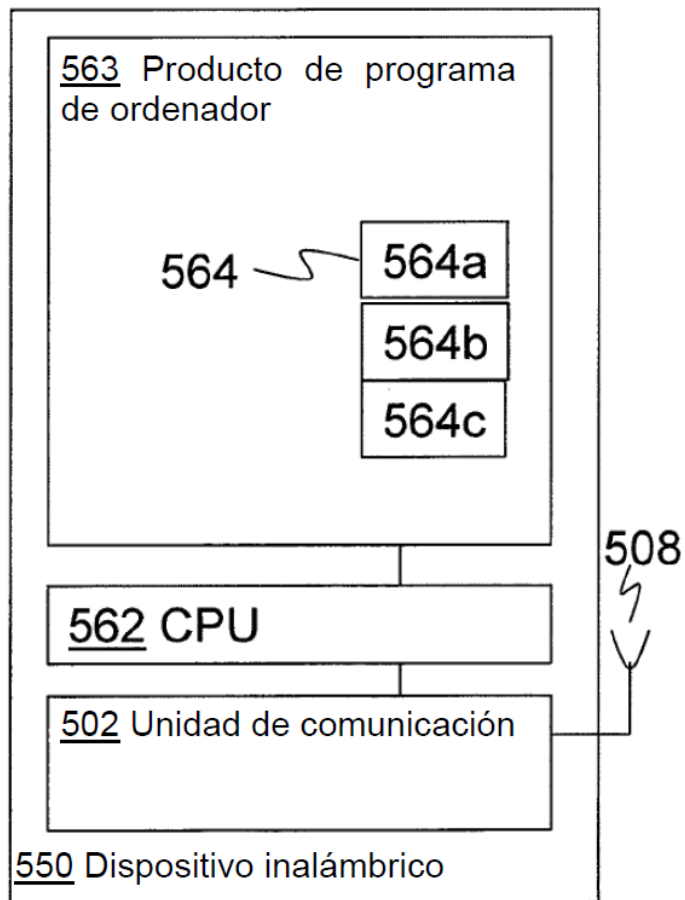 563 Producto de programa
de ordenador
564
564a
564b
564c
508
562 CPU
502 Unidad de comunicación
550 Dispositivo inalámbrico